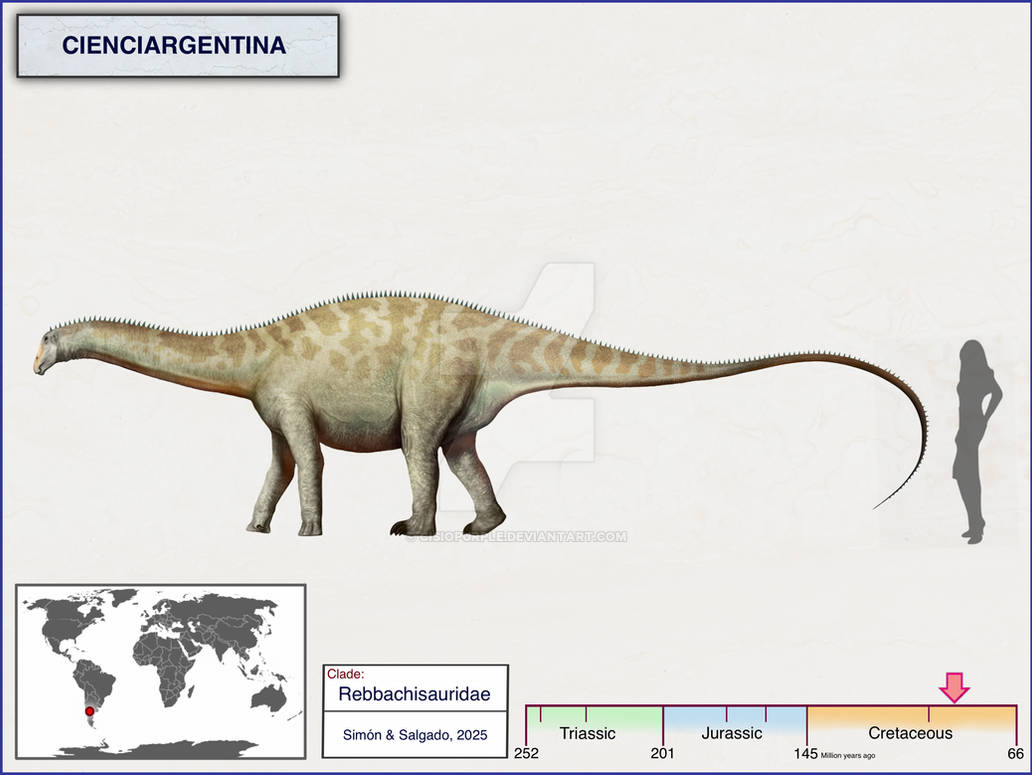 CIENCIARGENTINA
Clade:
Rebbachisauridae
Simón & Salgado, 2025
Triassic
Jurassic
Cretaceous
252
201
145
Million years ago
66